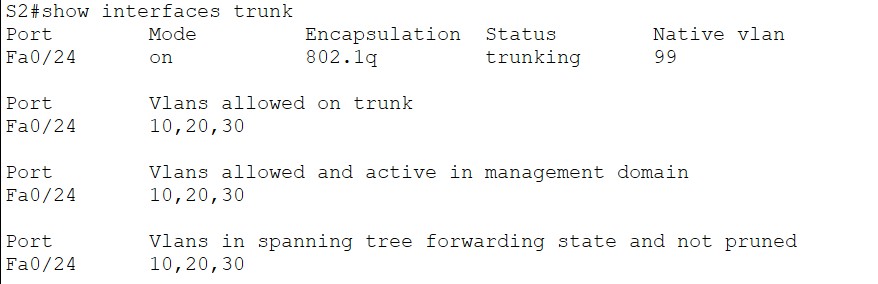 S2#show interfaces trunk
Port Mode Encapsulation Status Native vlan
Fa0/24 on 802.1q trunking 99
Port Vlans allowed on trunk
Fa0/24 10,20,30
Port Vlans allowed and active in management domain
Fa0/24 10,20,30
Port Vlans in spanning tree forwarding state and not pruned
Fa0/24 10,20,30